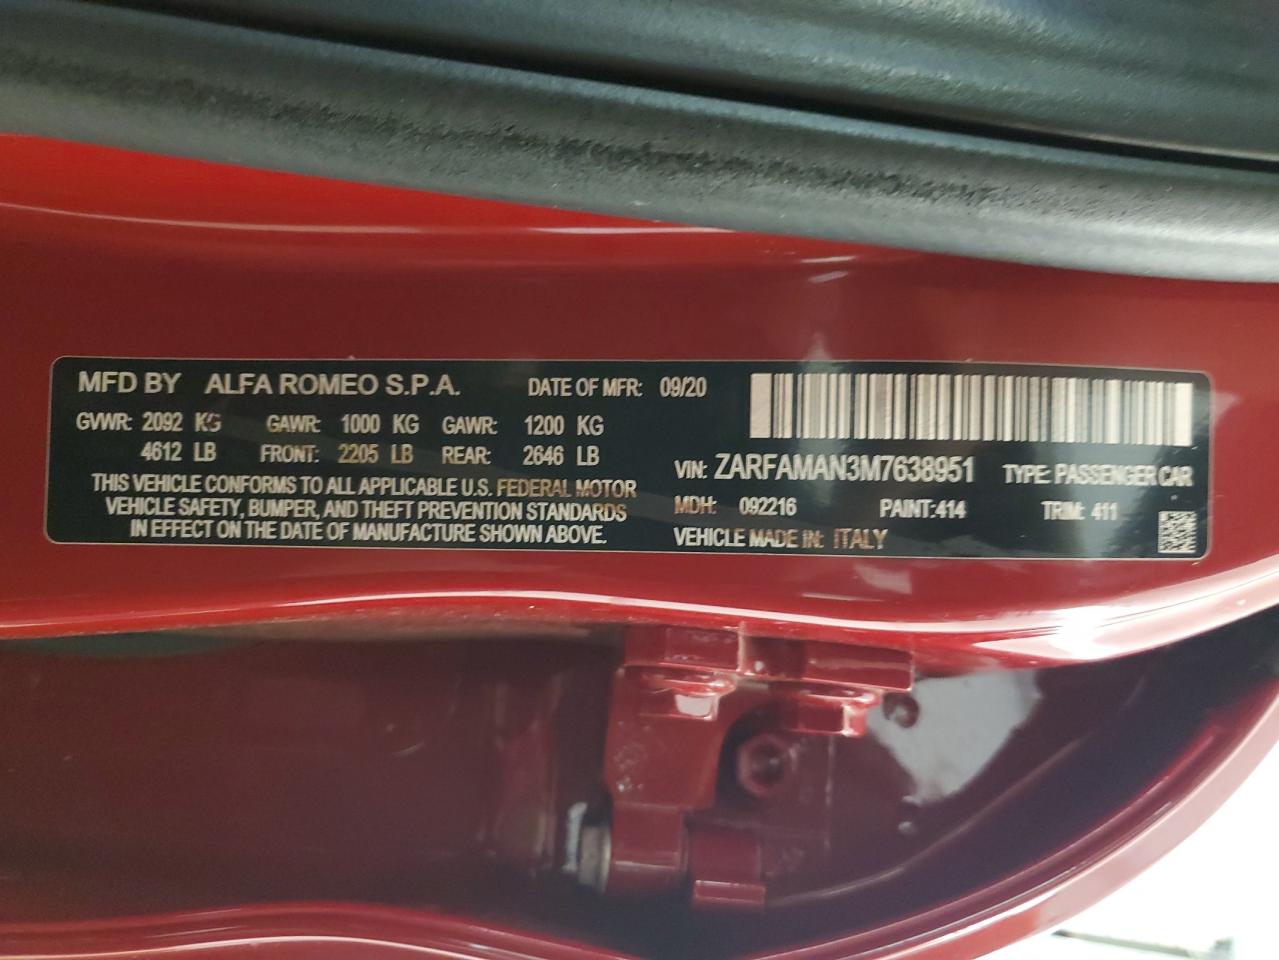 MFD BY ALFA ROMEO S.P.A. DATE OF MFR: 09/20
GVWR: 2092 KG GAWR: 1000 KG GAWR: 1200 KG
4612 LB FRONT: 2205 LB REAR: 2646 LB
THIS VEHICLE CONFORMS TO ALL APPLICABLE U.S. FEDERAL MOTOR
VEHICLE SAFETY, BUMPER, AND THEFT PREVENTION STANDARDS
IN EFFECT ON THE DATE OF MANUFACTURE SHOWN ABOVE.
VIN: ZARFAMAN3M7638951 TYPE: PASSENGER CAR
MDH: 092216 PAINT: 414 TRIM: 411
VEHICLE MADE IN: ITALY